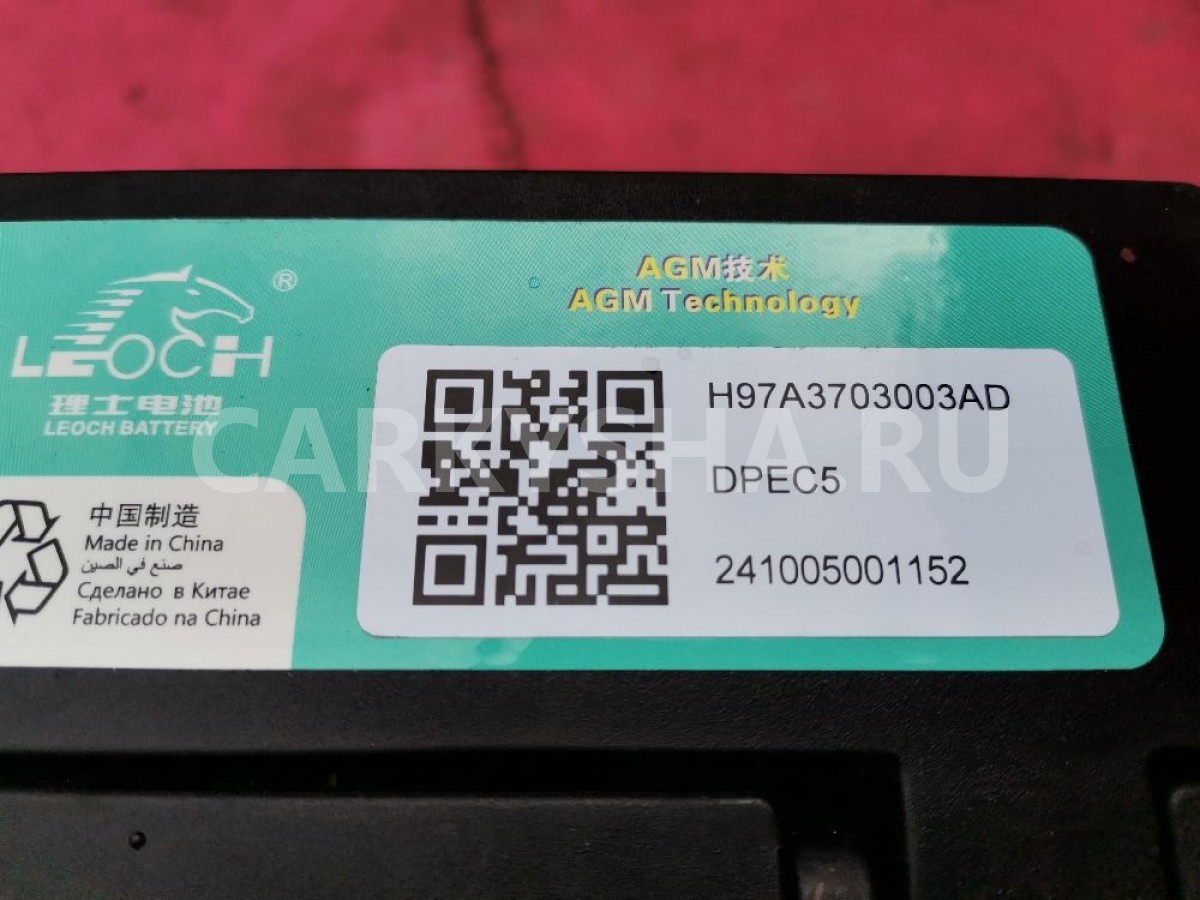 ®
LEOCH
理士电池
LEOCH BATTERY
AGM技术
AGM Technology
H97A3703003AD
DPEC5
241005001152
中国制造
Made in China
صنع في الصين
Сделано в Китае
Fabricado na China
CARKYSHA.RU